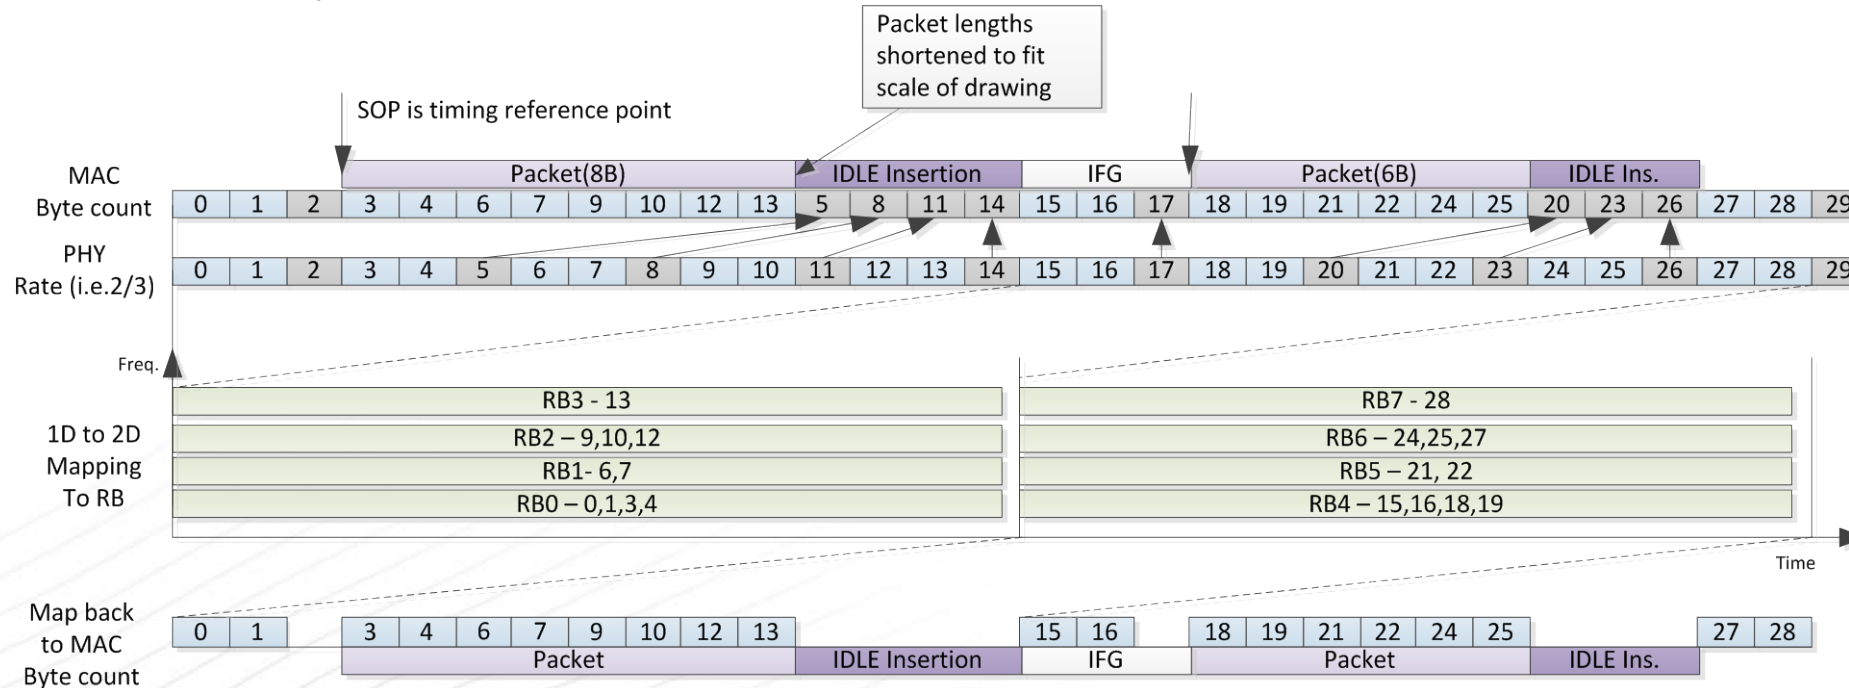 Packet lengths
shortened to fit
scale of drawing
SOP is timing reference point
Packet(8B) IDLE Insertion IFG Packet(6B) IDLE Ins.
MAC
Byte count
0 1 2 3 4 6 7 9 10 12 13 5 8 11 14 15 16 17 18 19 21 22 24 25 20 23 26 27 28 29
PHY
Rate (i.e.2/3)
0 1 2 3 4 5 6 7 8 9 10 11 12 13 14 15 16 17 18 19 20 21 22 23 24 25 26 27 28 29
Freq.
1D to 2D
Mapping
To RB
RB3 - 13 RB7 - 28
RB2 – 9,10,12 RB6 – 24,25,27
RB1- 6,7 RB5 – 21, 22
RB0 – 0,1,3,4 RB4 – 15,16,18,19
Time
Map back
to MAC
Byte count
0 1 3 4 6 7 9 10 12 13 15 16 18 19 21 22 24 25 27 28
Packet IDLE Insertion IFG Packet IDLE Ins.